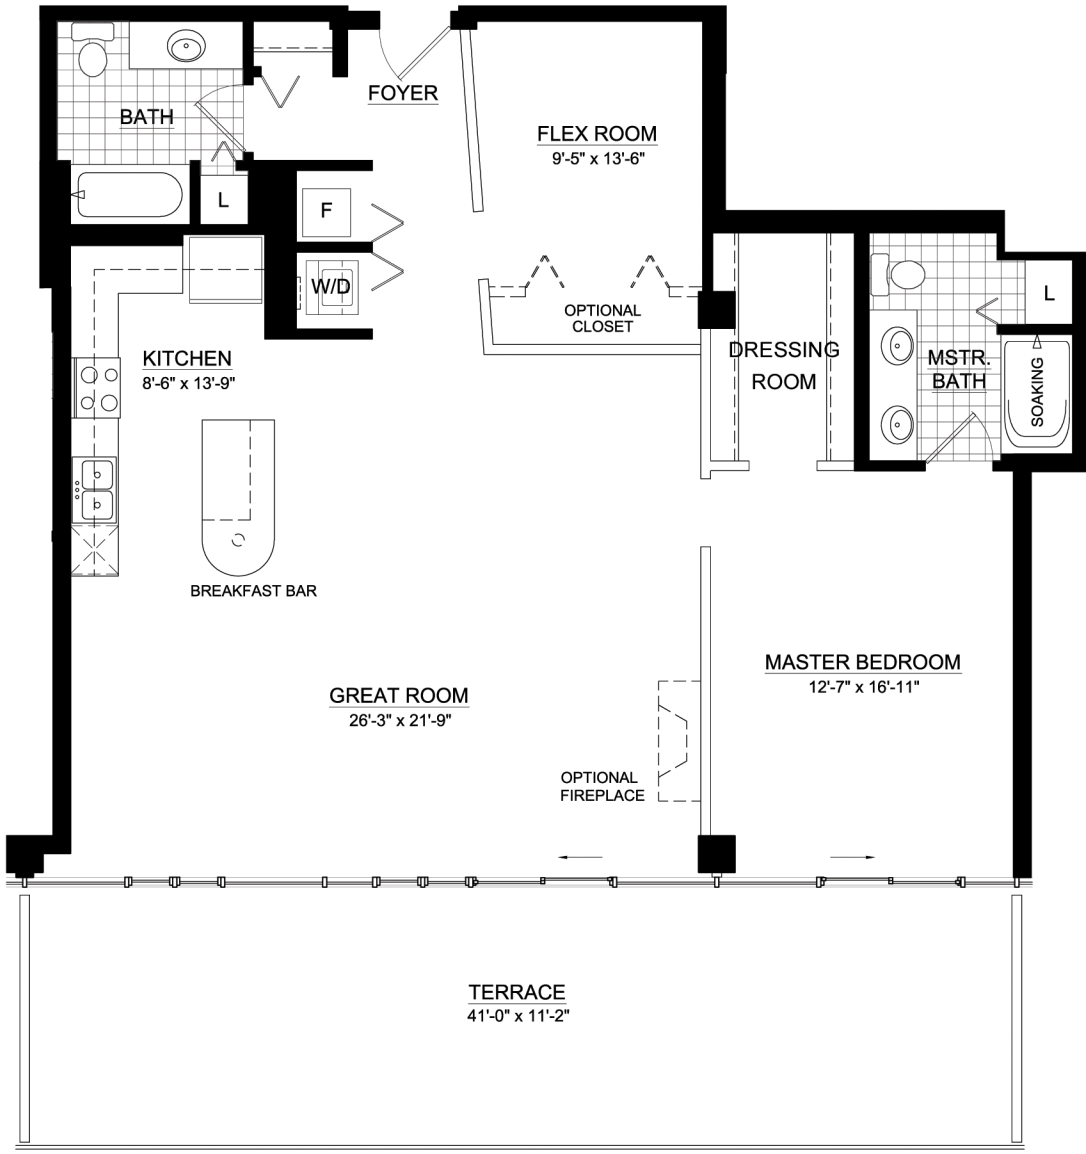 FOYER
BATH
FLEX ROOM
9'-5" x 13'-6"
L
F
W/D
L
OPTIONAL
CLOSET
KITCHEN
8'-6" x 13'-9"
DRESSING
ROOM
MSTR.
BATH
SOAKING
BREAKFAST BAR
GREAT ROOM
26'-3" x 21'-9"
MASTER BEDROOM
12'-7" x 16'-11"
OPTIONAL
FIREPLACE
TERRACE
41'-0" x 11'-2"